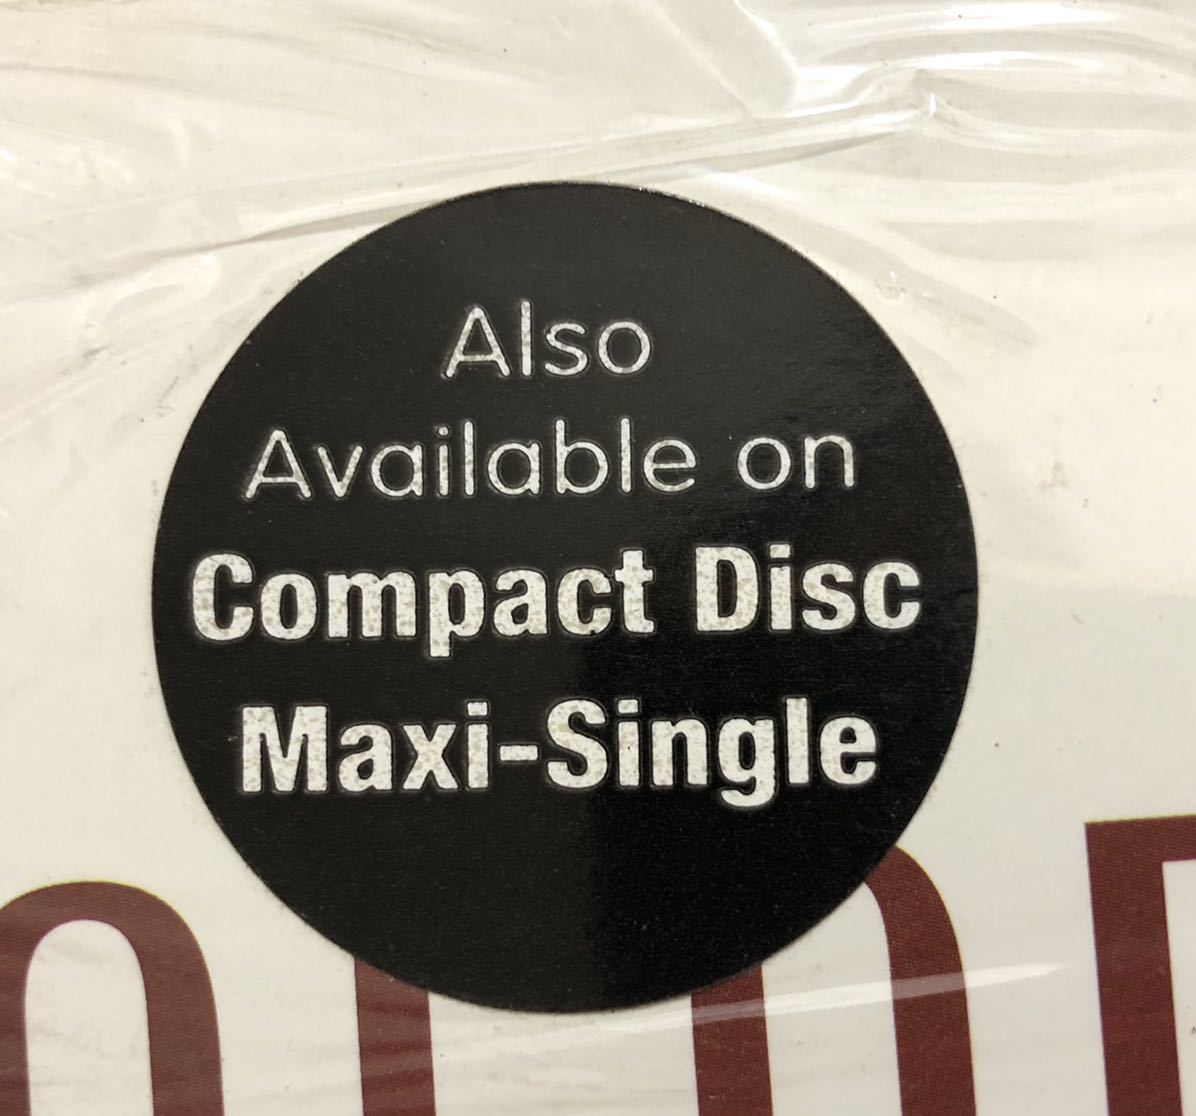 Also
Available on
Compact Disc
Maxi-Single